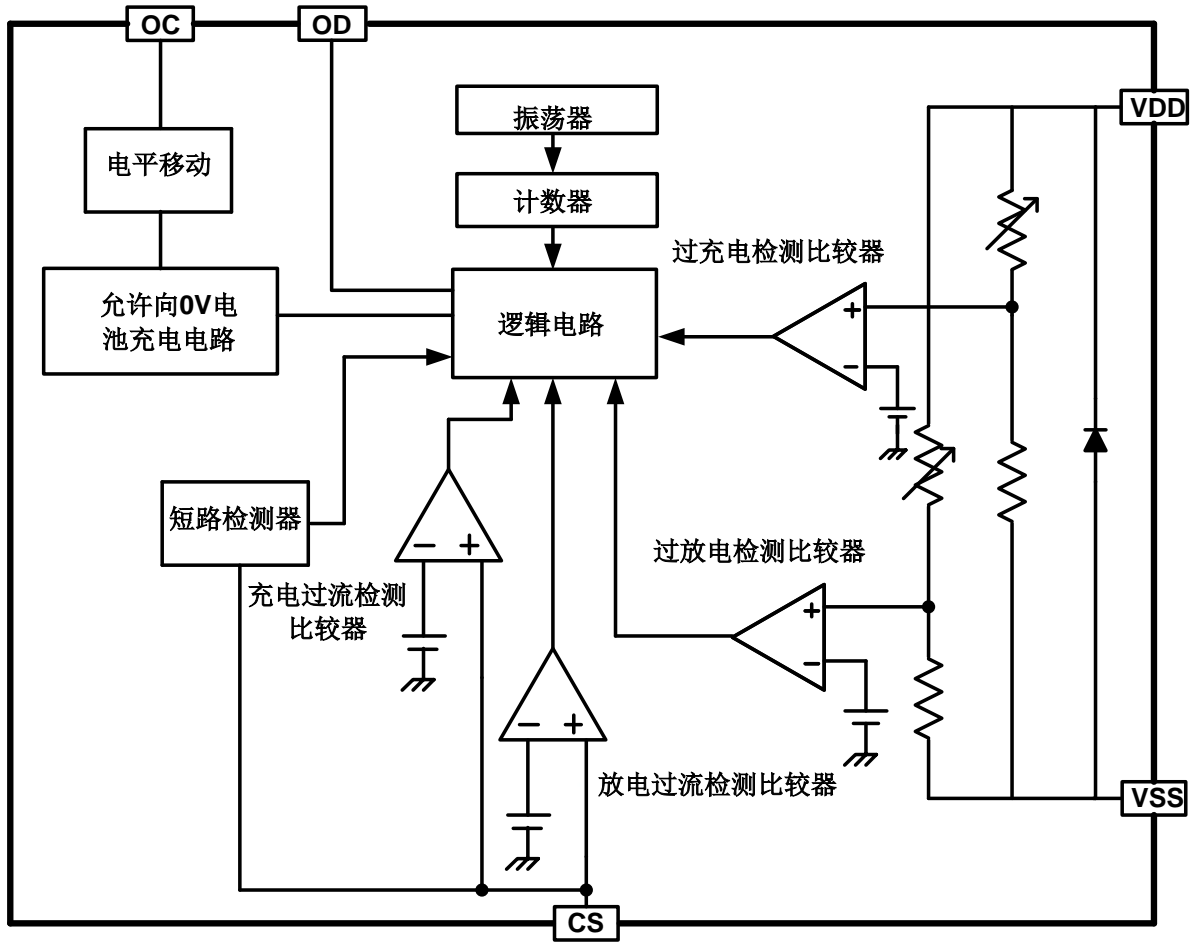 OC
OD
振荡器
VDD
电平移动
计数器
过充电检测比较器
允许向0V电
池充电电路
逻辑电路
+
−
短路检测器
− +
过放电检测比较器
充电过流检测
比较器
+
−
− +
放电过流检测比较器
VSS
CS